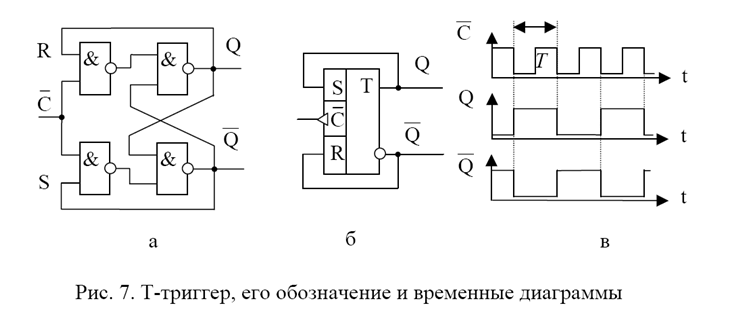 R
C̅
S
&
&
&
&
Q
Q̅
а
S
T
C̅
R
Q
Q̅
б
C̅
T
t
Q
t
Q̅
t
в
Рис. 7. Т-триггер, его обозначение и временные диаграммы